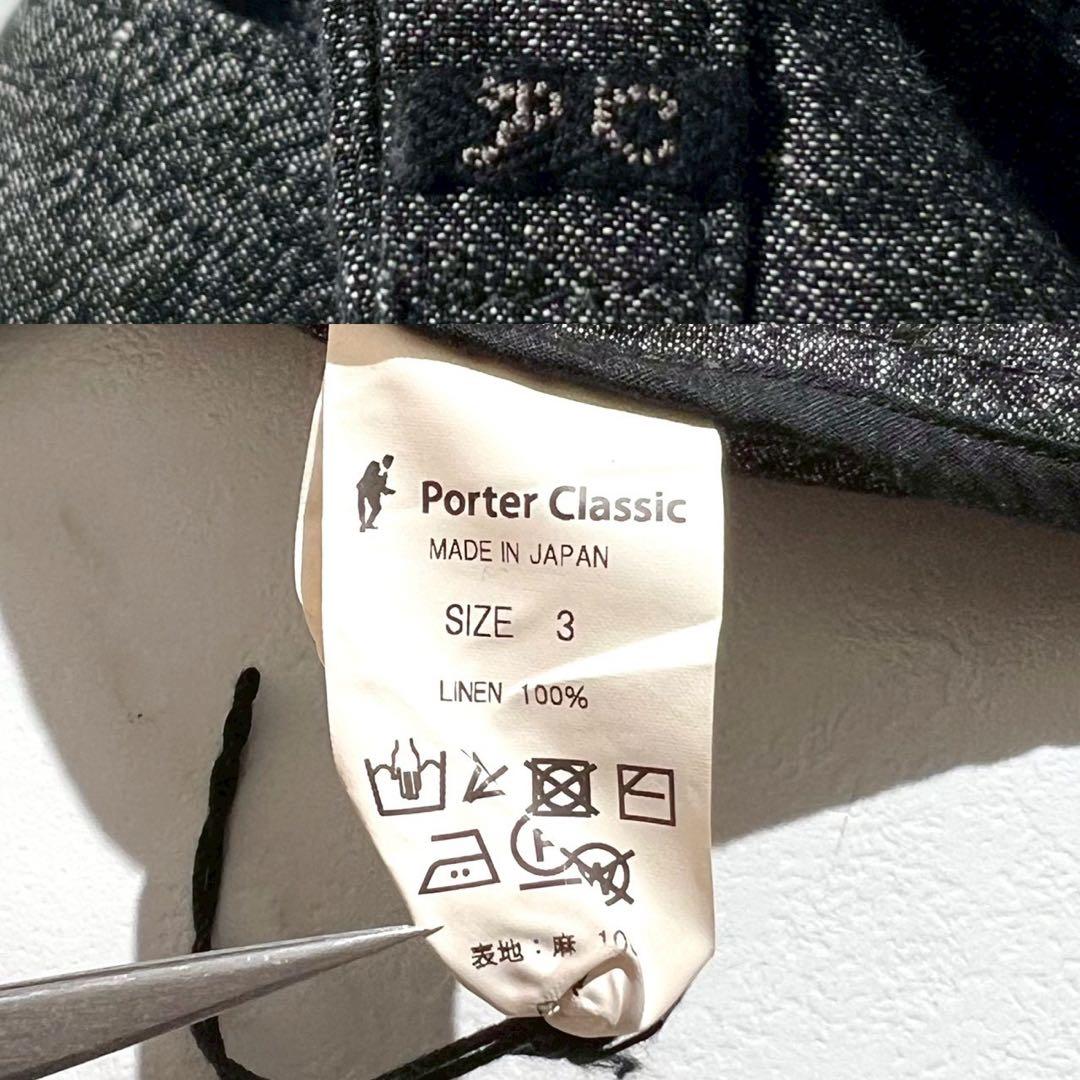 PC
Porter Classic
MADE IN JAPAN
SIZE 3
LINEN 100%
表地：麻